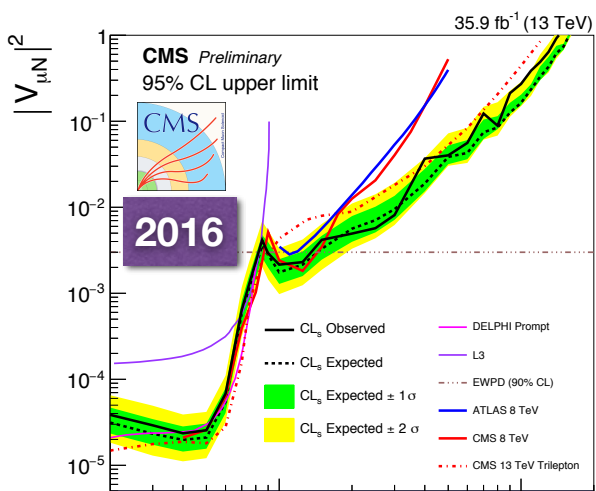 35.9 fb⁻¹ (13 TeV)
|V_μN|²
CMS Preliminary
95% CL upper limit
CMS
2016
1
10⁻¹
10⁻²
10⁻³
10⁻⁴
10⁻⁵
CLₛ Observed
CLₛ Expected
CLₛ Expected ± 1σ
CLₛ Expected ± 2 σ
DELPHI Prompt
L3
EWPD (90% CL)
ATLAS 8 TeV
CMS 8 TeV
CMS 13 TeV Trilepton